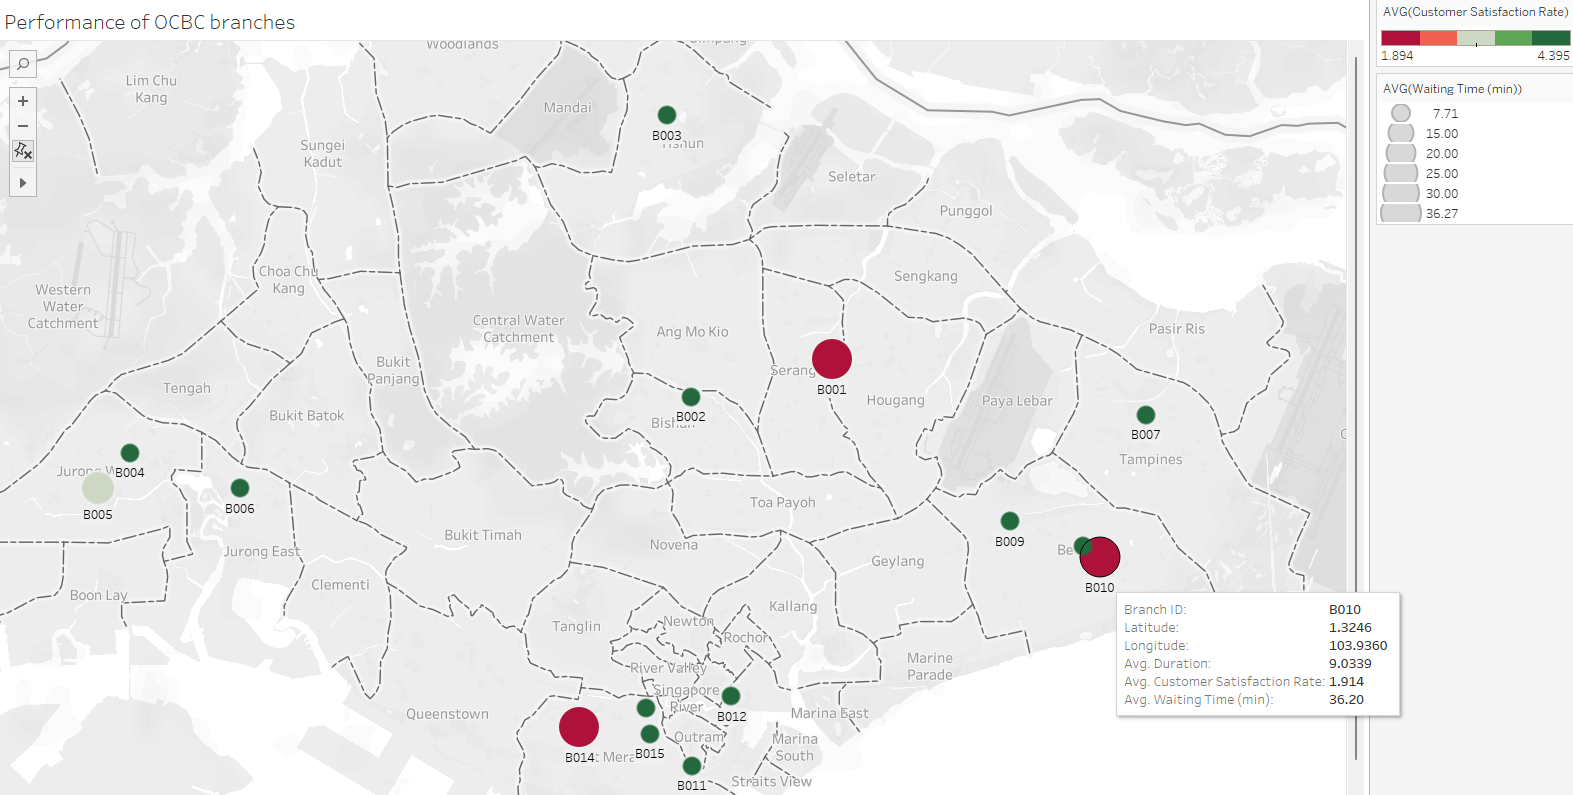 Performance of OCBC branches
AVG(Customer Satisfaction Rate)
1.894
4.395
AVG(Waiting Time (min))
7.71
15.00
20.00
25.00
30.00
36.27
Woodlands
Lim Chu
Kang
Mandai
B003
Sungei
Kadut
Seletar
Punggol
Choa Chu
Kang
Sengkang
Western
Water
Catchment
Central Water
Catchment
Ang Mo Kio
Pasir Ris
Bukit
Panjang
Serang
B001
Tengah
Hougang
Paya Lebar
Bukit Batok
B002
B007
Tampines
B004
B005
B006
Toa Payoh
Bukit Timah
B009
Novena
Jurong East
Geylang
Be
B010
Clementi
Boon Lay
Kallang
Newton
Tanglin
Rochor
River Valley
Marine
Parade
Singapore
River
Queenstown
B012
Marina East
Outram
Marina
South
B014
t Mera
B015
B011
Straits View
Branch ID: B010
Latitude: 1.3246
Longitude: 103.9360
Avg. Duration: 9.0339
Avg. Customer Satisfaction Rate: 1.914
Avg. Waiting Time (min): 36.20